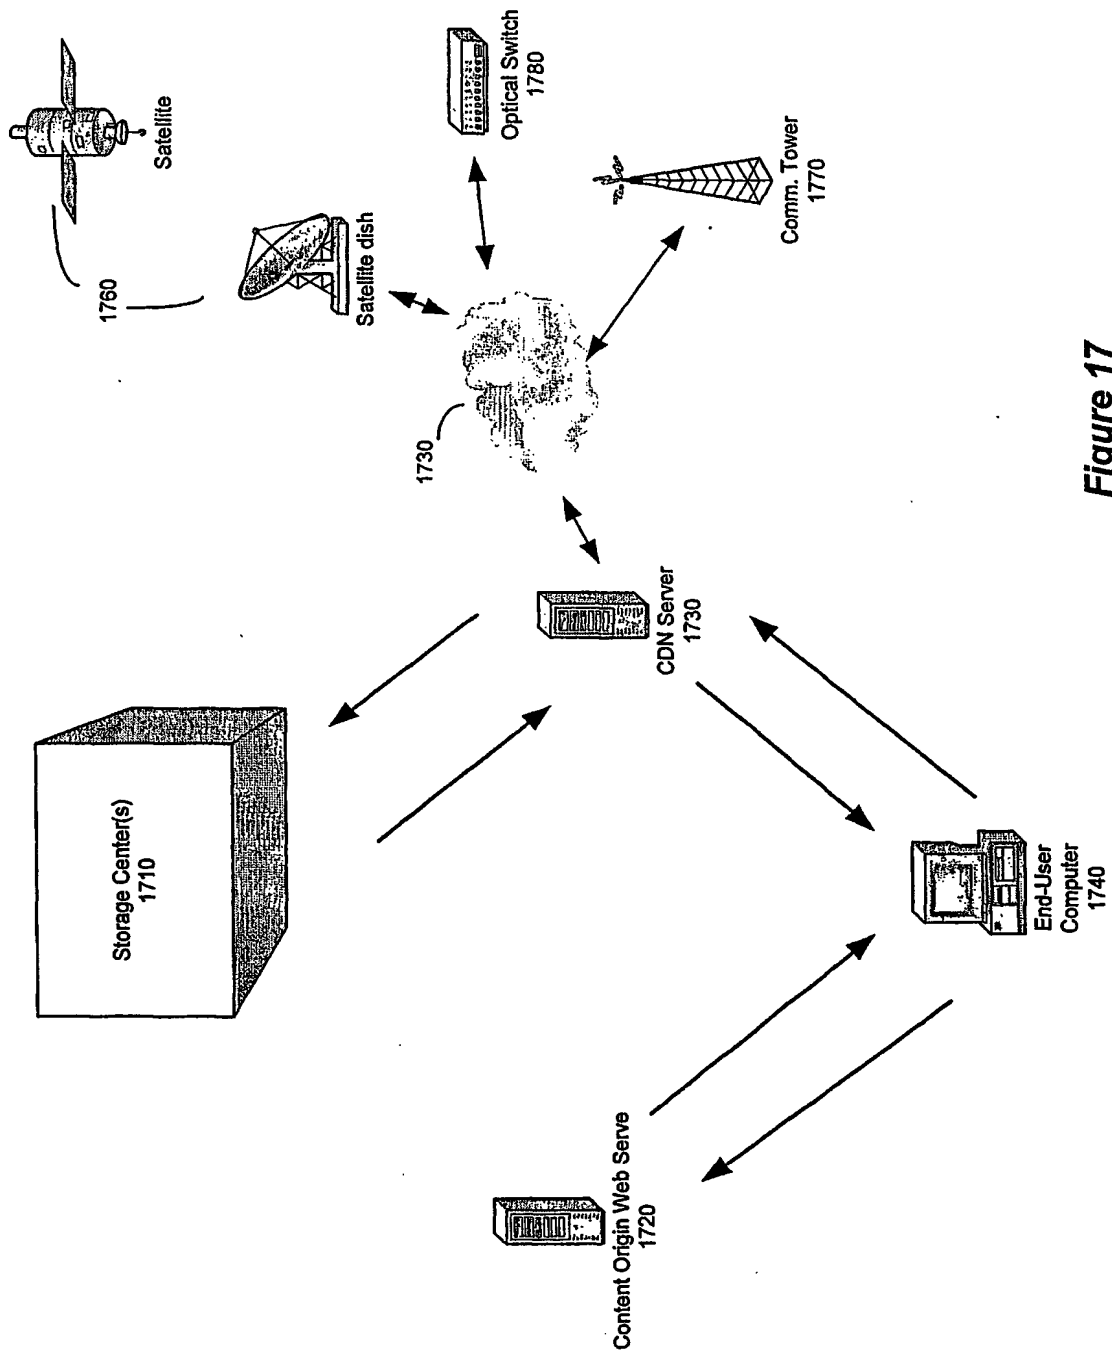 Storage Center(s)
1710
1760
Satellite
Satellite dish
Optical Switch
1780
1730
Comm. Tower
1770
CDN Server
1730
Content Origin Web Serve
1720
End-User
Computer
1740
Figure 17